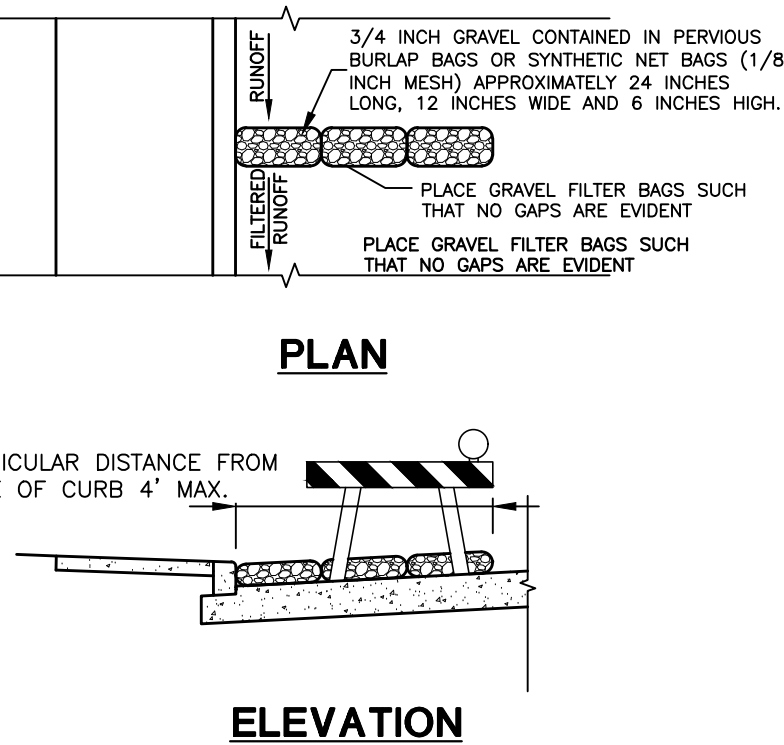 3/4 INCH GRAVEL CONTAINED IN PERVIOUS
BURLAP BAGS OR SYNTHETIC NET BAGS (1/8
INCH MESH) APPROXIMATELY 24 INCHES
LONG, 12 INCHES WIDE AND 6 INCHES HIGH.
RUNOFF
FILTERED
RUNOFF
PLACE GRAVEL FILTER BAGS SUCH
THAT NO GAPS ARE EVIDENT
PLACE GRAVEL FILTER BAGS SUCH
THAT NO GAPS ARE EVIDENT
PLAN
DISTANCE FROM
OF CURB 4' MAX.
ELEVATION